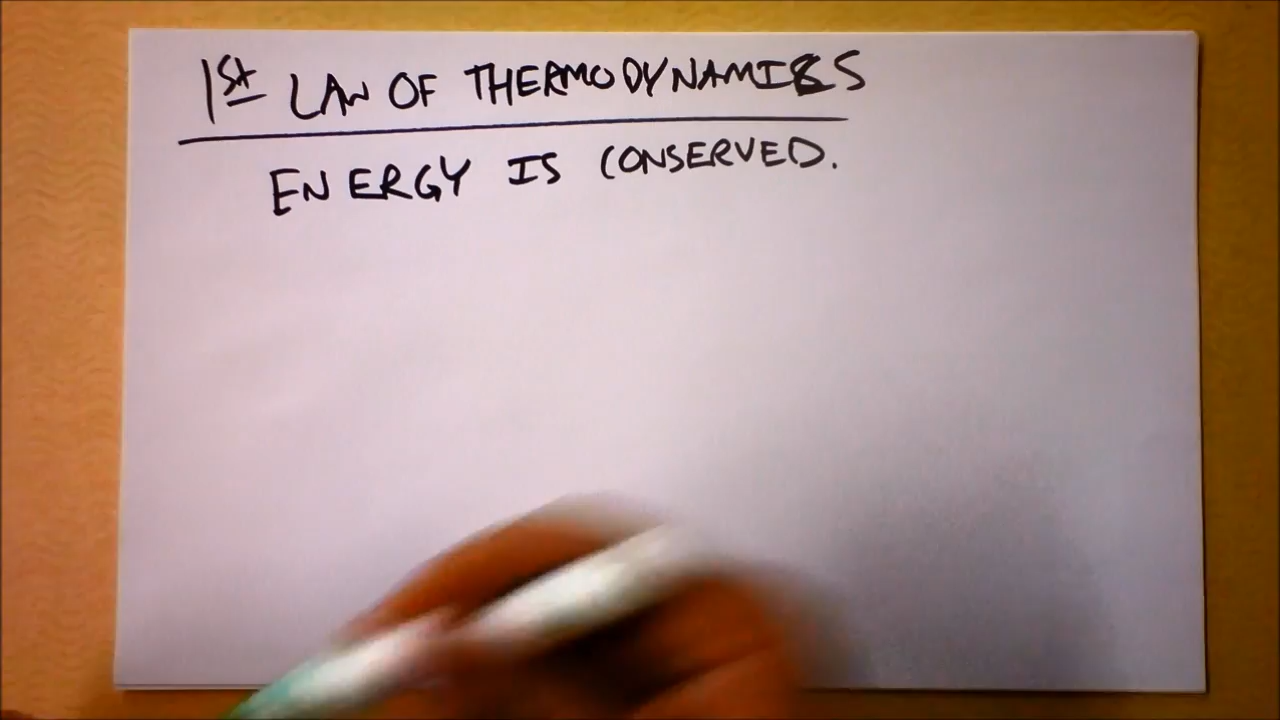 1st LAW OF THERMODYNAMICS
ENERGY IS CONSERVED.